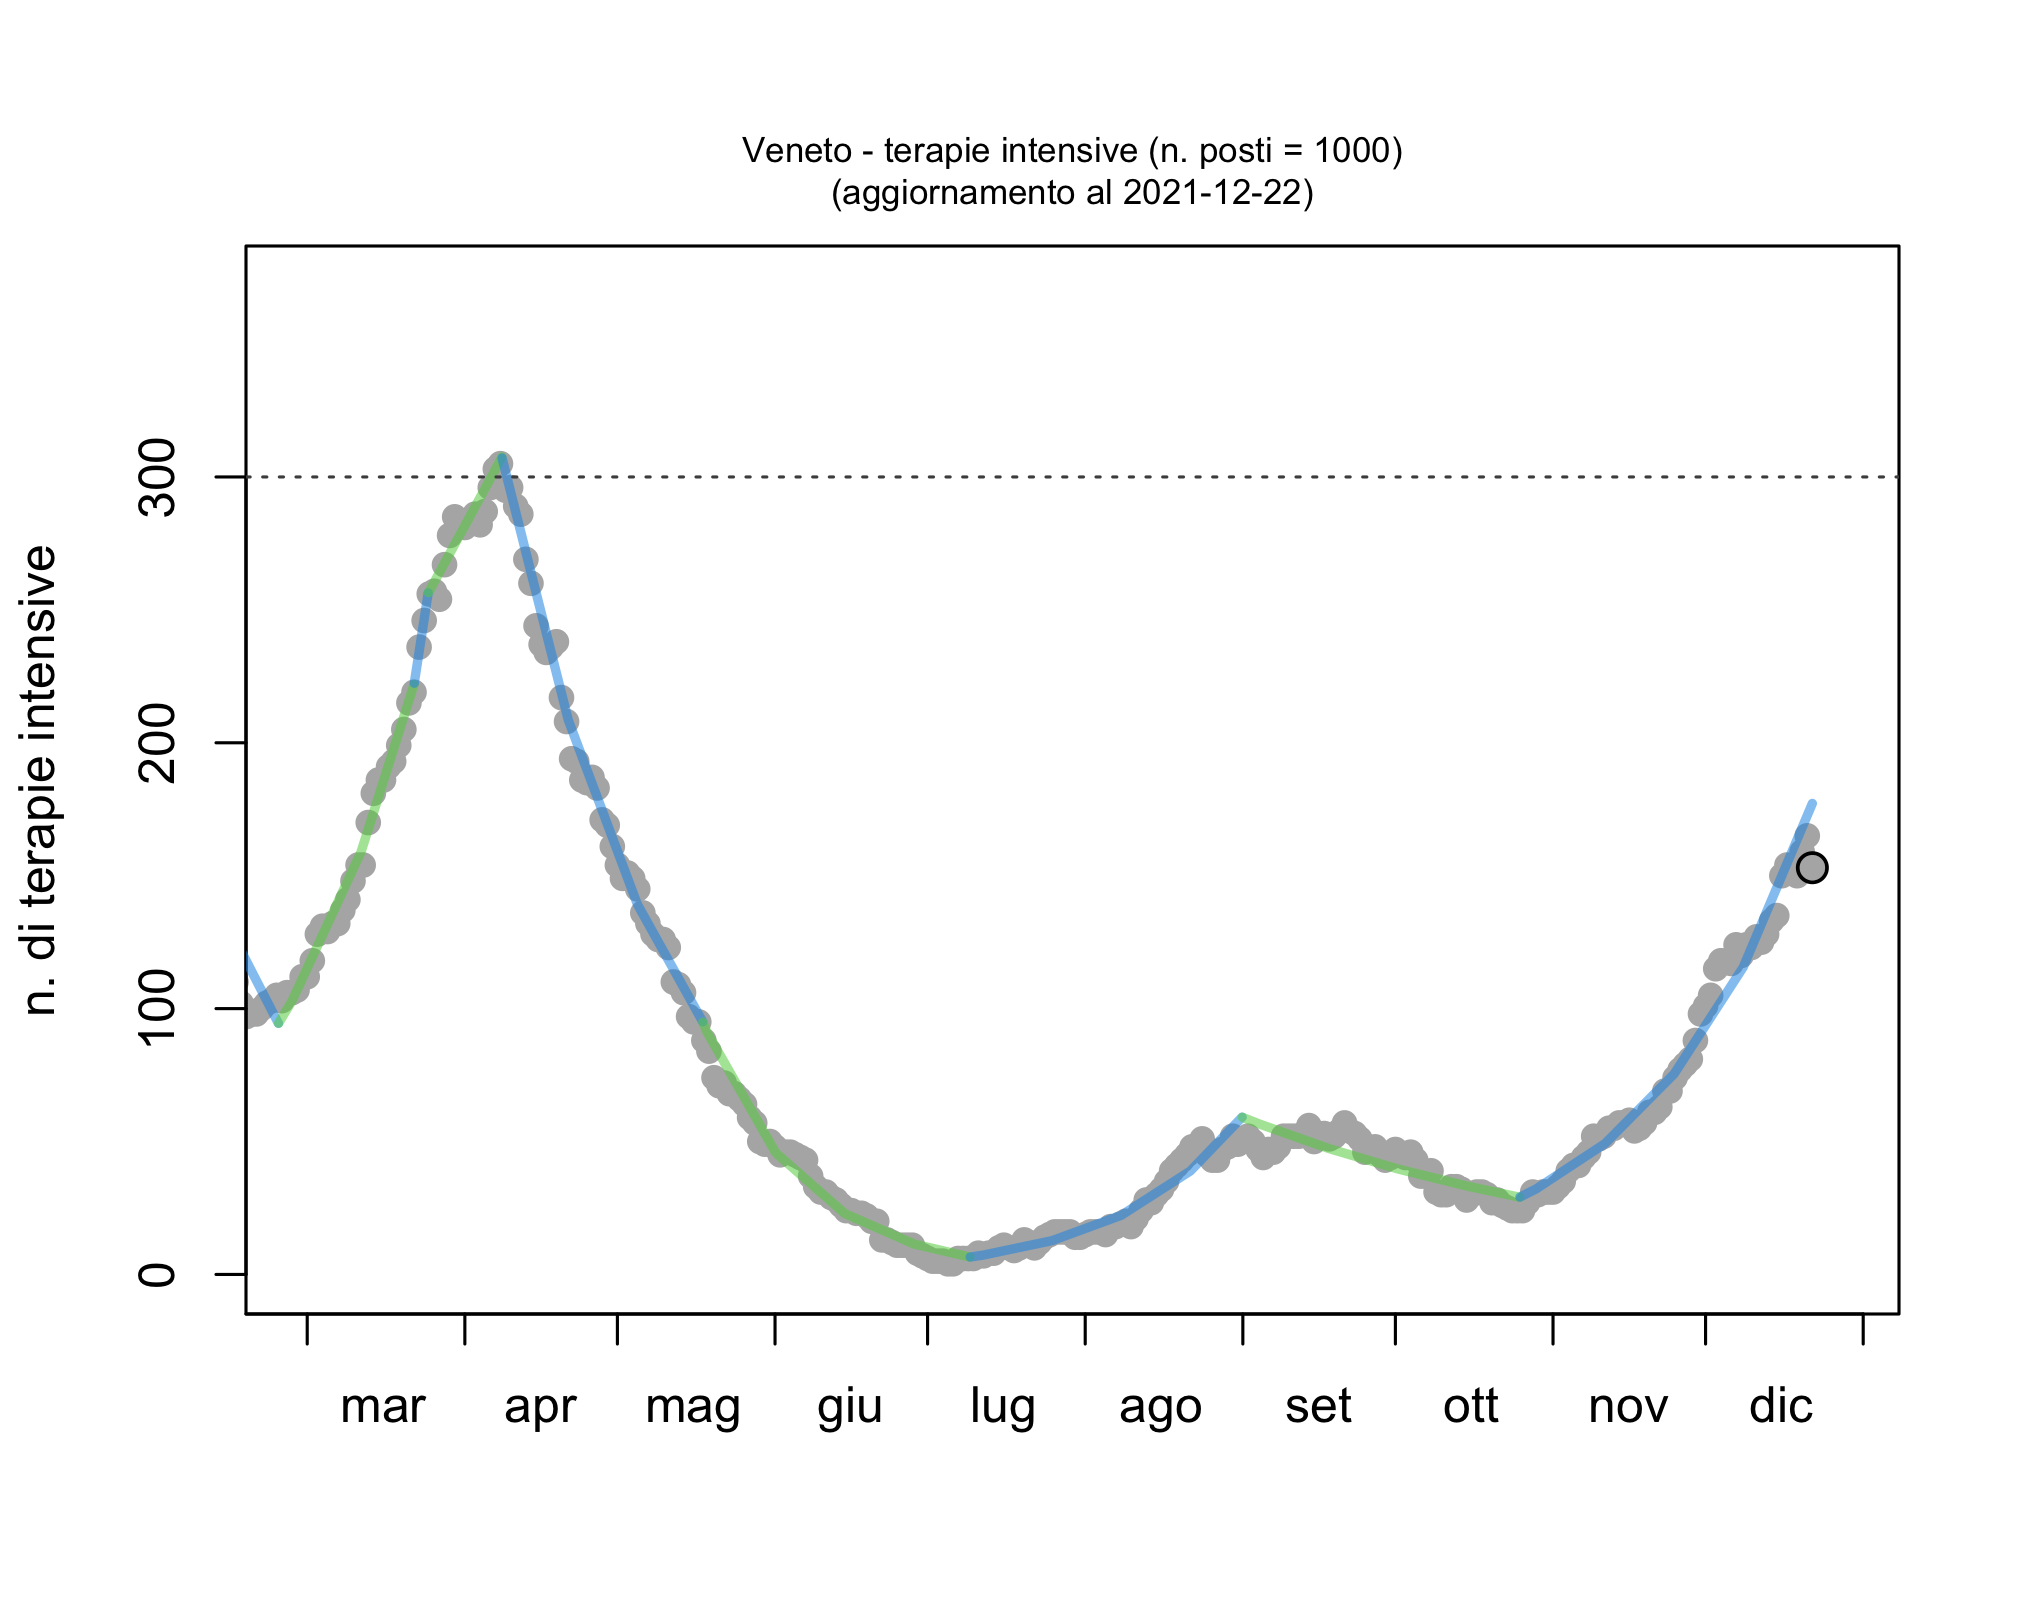 Veneto - terapie intensive (n. posti = 1000)
(aggiornamento al 2021-12-22)
n. di terapie intensive
300
200
100
0
mar apr mag giu lug ago set ott nov dic